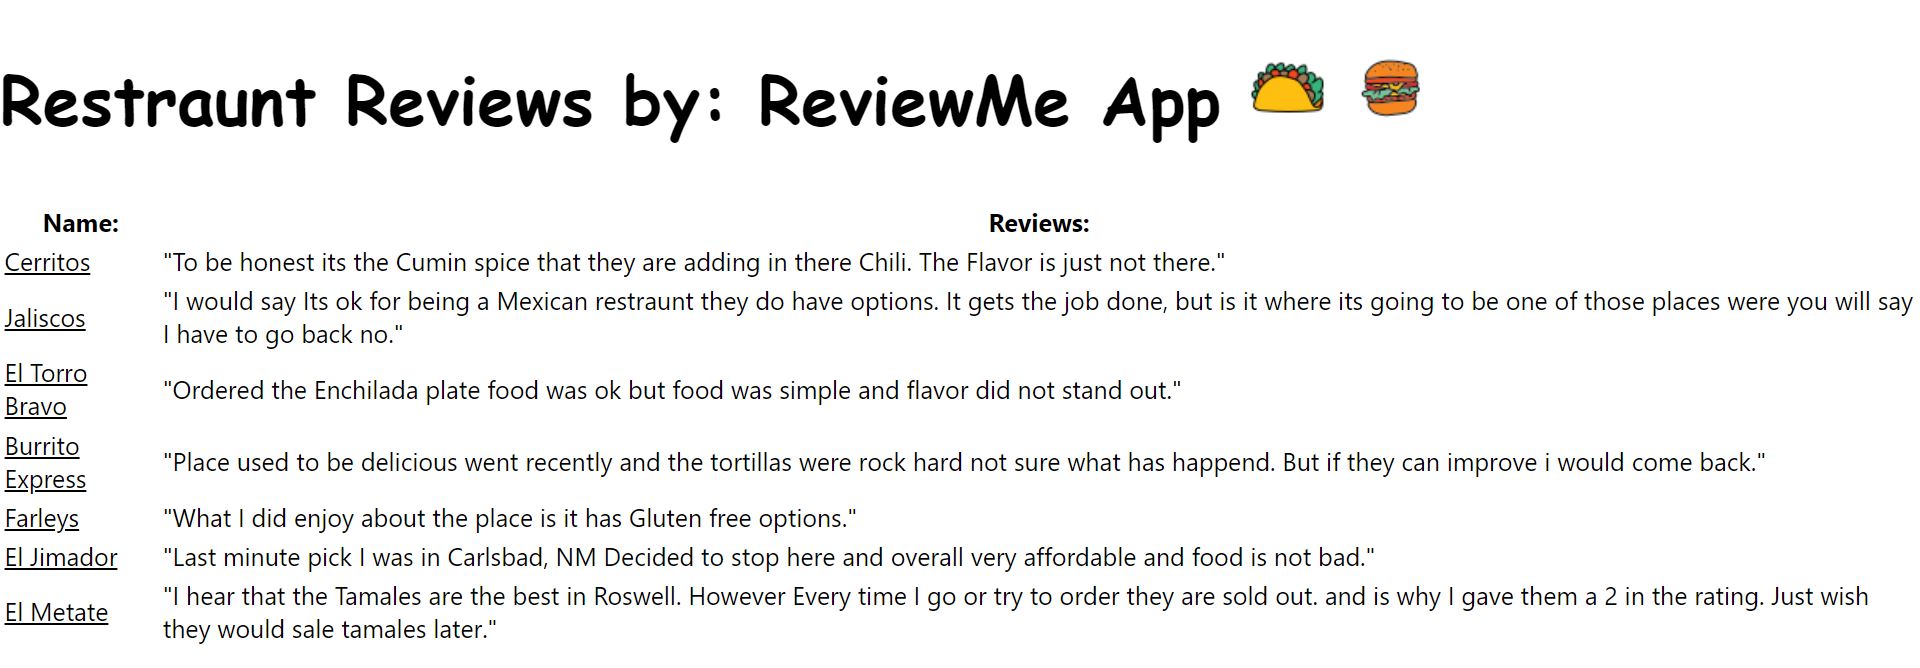 Restraunt Reviews by: ReviewMe App
Name: Reviews:
Cerritos "To be honest its the Cumin spice that they are adding in there Chili. The Flavor is just not there."
Jaliscos "I would say Its ok for being a Mexican restraunt they do have options. It gets the job done, but is it where its going to be one of those places were you will say
I have to go back no."
El Torro
Bravo "Ordered the Enchilada plate food was ok but food was simple and flavor did not stand out."
Burrito
Express "Place used to be delicious went recently and the tortillas were rock hard not sure what has happend. But if they can improve i would come back."
Farleys "What I did enjoy about the place is it has Gluten free options."
El Jimador "Last minute pick I was in Carlsbad, NM Decided to stop here and overall very affordable and food is not bad."
El Metate "I hear that the Tamales are the best in Roswell. However Every time I go or try to order they are sold out. and is why I gave them a 2 in the rating. Just wish
they would sale tamales later."